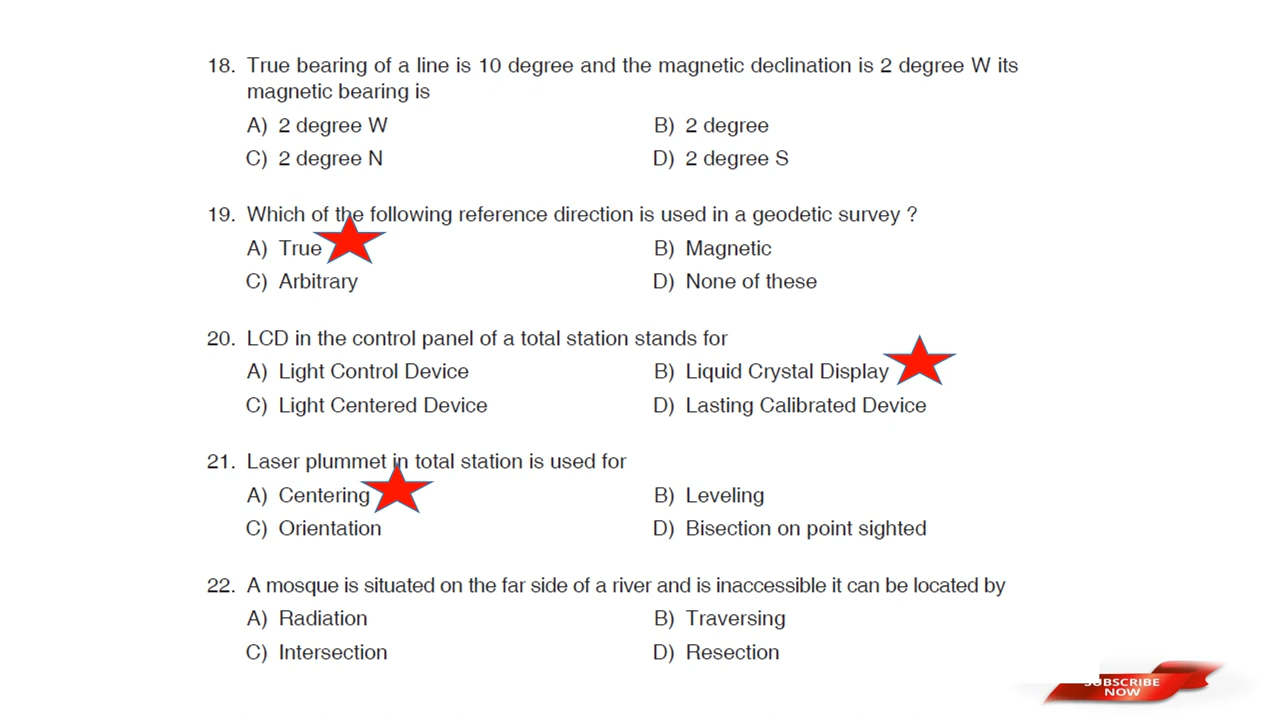 18. True bearing of a line is 10 degree and the magnetic declination is 2 degree W its
magnetic bearing is
A) 2 degree W B) 2 degree
C) 2 degree N D) 2 degree S
19. Which of the following reference direction is used in a geodetic survey ?
A) True B) Magnetic
C) Arbitrary D) None of these
20. LCD in the control panel of a total station stands for
A) Light Control Device B) Liquid Crystal Display
C) Light Centered Device D) Lasting Calibrated Device
21. Laser plummet in total station is used for
A) Centering B) Leveling
C) Orientation D) Bisection on point sighted
22. A mosque is situated on the far side of a river and is inaccessible it can be located by
A) Radiation B) Traversing
C) Intersection D) Resection
SUBSCRIBE
NOW